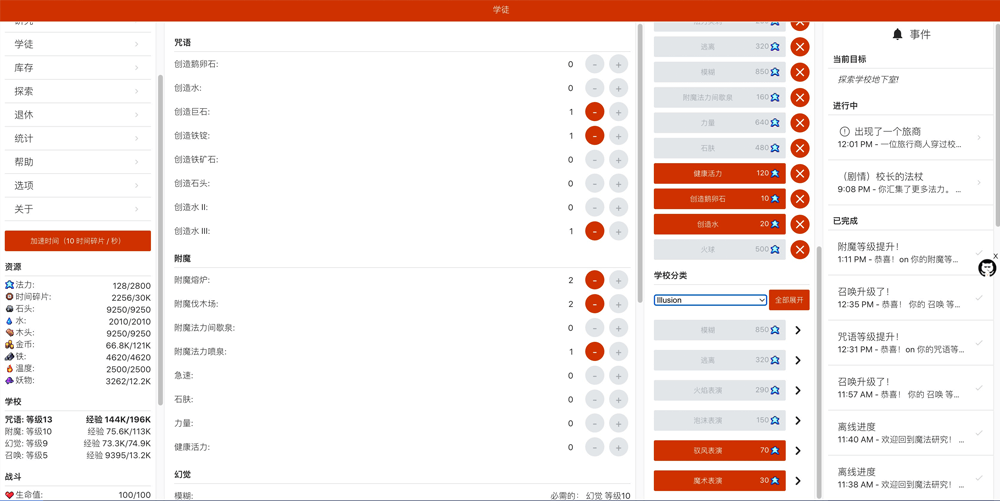 学徒
研究
学徒
库存
探索
退休
统计
帮助
选项
关于
加速时间（10 时间碎片 / 秒）
资源
法力: 128/2800
时间碎片: 2256/30K
石头: 9250/9250
水: 2010/2010
木头: 9250/9250
金币: 66.8K/121K
铁: 4620/4620
温度: 2500/2500
妖物: 3262/12.2K
学校
咒语: 等级13 经验 144K/196K
附魔: 等级10 经验 75.6K/113K
幻觉: 等级9 经验 73.3K/74.9K
召唤: 等级5 经验 9395/13.2K
战斗
生命值: 100/100
咒语
创造鹅卵石: 0 - +
创造水: 0 - +
创造巨石: 1 - +
创造铁锭: 1 - +
创造铁矿石: 0 - +
创造石头: 0 - +
创造水 II: 0 - +
创造水 III: 1 - +
附魔
附魔熔炉: 2 - +
附魔伐木场: 2 - +
附魔法力间歇泉: 0 - +
附魔法力喷泉: 1 - +
急速: 0 - +
石肤: 0 - +
力量: 0 - +
健康活力: 0 - +
幻觉
模糊: 必需的： 幻觉 等级10
逃离 320
模糊 850
附魔法力间歇泉 160
力量 640
石肤 480
健康活力 120
创造鹅卵石 10
创造水 20
火球 500
学校分类
Illusion 全部展开
模糊 850
逃离 320
火焰表演 290
泡沫表演 150
驭风表演 70
魔术表演 30
事件
当前目标
探索学校地下室!
进行中
出现了一个旅商
12:01 PM - 一位旅行商人穿过校...
（剧情）校长的法杖
9:08 PM - 你汇集了更多法力。 ...
已完成
附魔等级提升！
1:11 PM - 恭喜！on 你的附魔等...
召唤升级了！
12:35 PM - 恭喜！ 你的 召唤 等...
咒语等级提升！
12:31 PM - 恭喜！on 你的咒语等...
召唤升级了！
11:57 AM - 恭喜！ 你的 召唤 等...
离线进度
11:40 AM - 欢迎回到魔法研究！ ...
离线进度
11:38 AM - 欢迎回到魔法研究！ ...
X